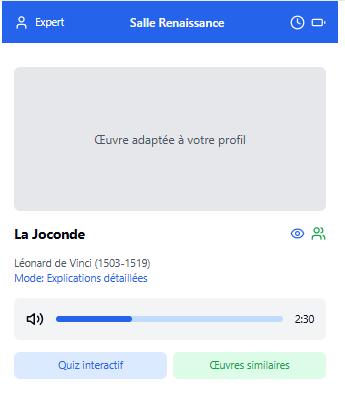 Expert
Salle Renaissance
Œuvre adaptée à votre profil
La Joconde
Léonard de Vinci (1503-1519)
Mode: Explications détaillées
2:30
Quiz interactif
Œuvres similaires